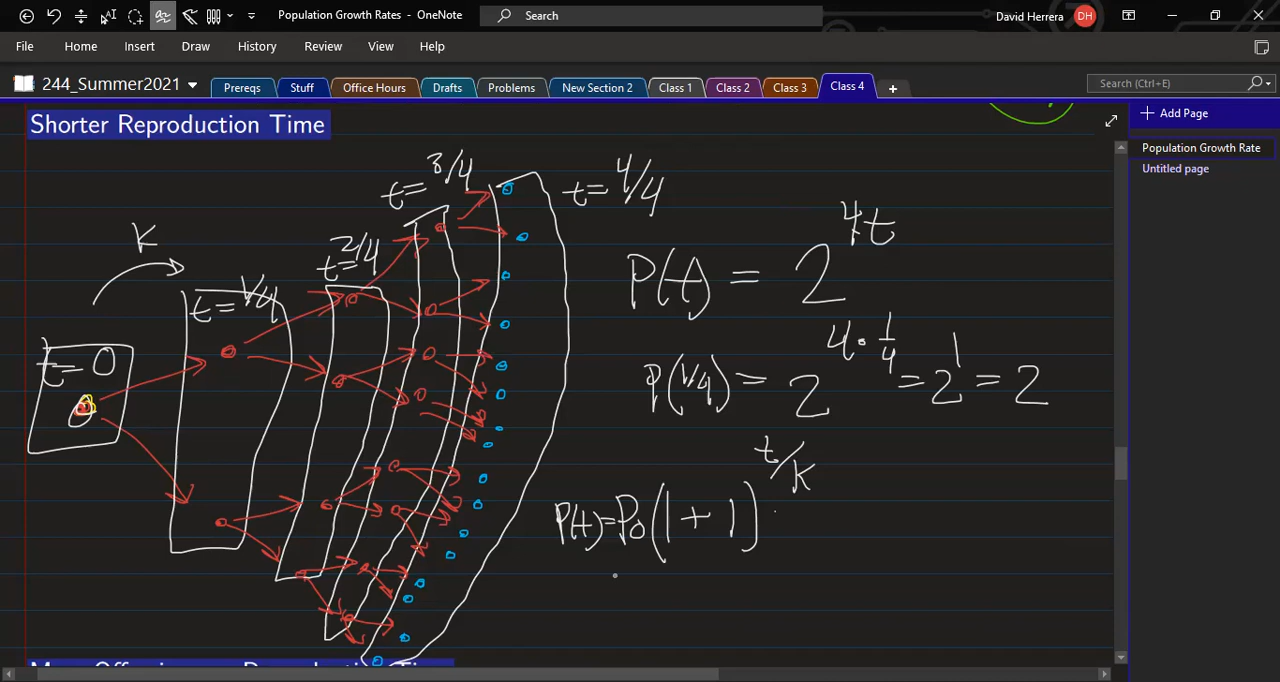 Population Growth Rates - OneNote
Search
David Herrera
DH
File Home Insert Draw History Review View Help
244_Summer2021
Prereqs Stuff Office Hours Drafts Problems New Section 2 Class 1 Class 2 Class 3 Class 4
Search (Ctrl+E)
Add Page
Population Growth Rate
Untitled page
Shorter Reproduction Time
K
t=0
t=1/4
t=2/4
t=3/4
t=4/4
P(t) = 2^4t
P(1/4) = 2^4·1/4 = 2^1 = 2
P(t)=P0(1+1)^t/K